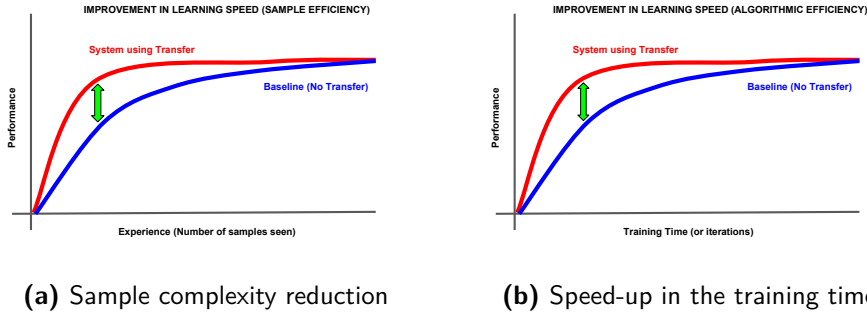 IMPROVEMENT IN LEARNING SPEED (SAMPLE EFFICIENCY)
System using Transfer
Baseline (No Transfer)
Performance
Experience (Number of samples seen)
(a) Sample complexity reduction
IMPROVEMENT IN LEARNING SPEED (ALGORITHMIC EFFICIENCY)
System using Transfer
Baseline (No Transfer)
Performance
Training Time (or iterations)
(b) Speed-up in the training time